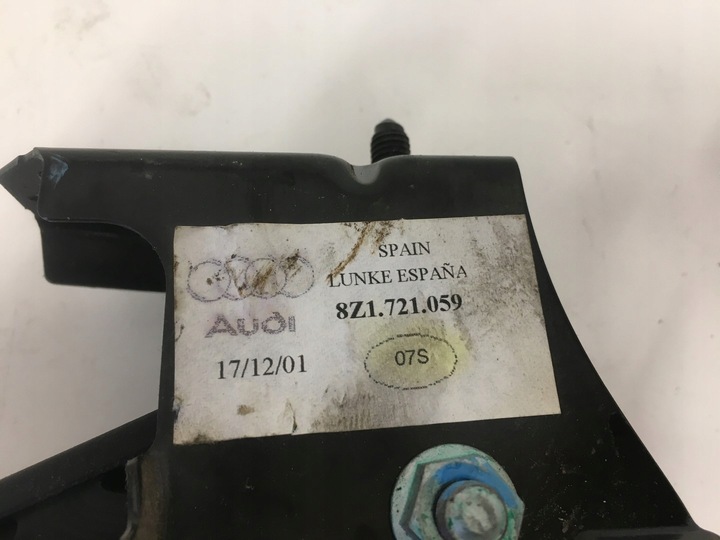 SPAIN
LUNKE ESPAÑA
8Z1.721.059
AUDI
17/12/01
07S